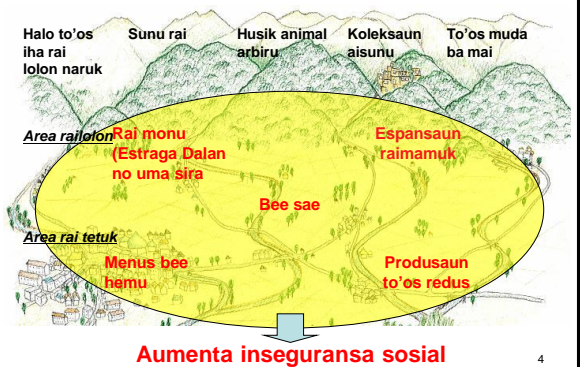 Halo to'os iha rai lolon naruk
Sunu rai
Husik animal arbiru
Koleksaun aisunu
To'os muda ba mai
Area railolon
Rai monu (Estraga Dalan no uma sira
Espansaun raimamuk
Bee sae
Area rai tetuk
Menus bee hemu
Produsaun to'os redus
Aumenta inseguransa sosial
4